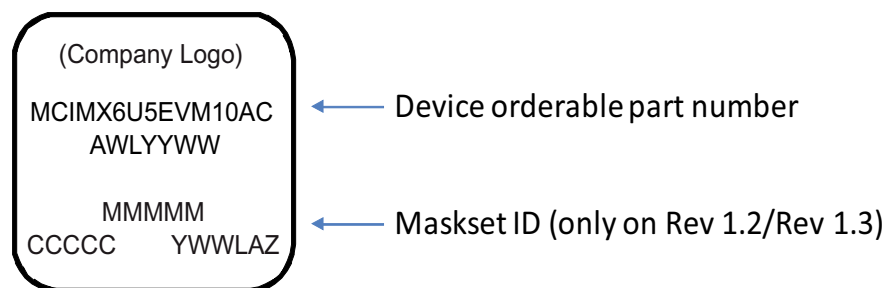 (Company Logo)
MCIMX6U5EVM10AC
Device orderable part number
AWLYYWW
MMMMM
Maskset ID (only on Rev 1.2/Rev 1.3)
CCCCC YWWLAZ